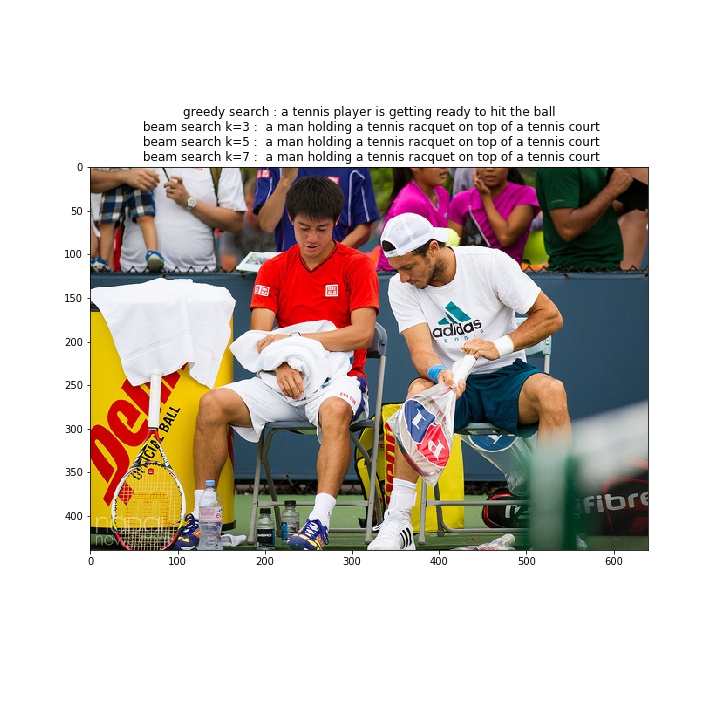 greedy search : a tennis player is getting ready to hit the ball
beam search k=3 : a man holding a tennis racquet on top of a tennis court
beam search k=5 : a man holding a tennis racquet on top of a tennis court
beam search k=7 : a man holding a tennis racquet on top of a tennis court
0
50
100
150
200
250
300
350
400
0
100
200
300
400
500
600
adidas
OFFICIAL BALL
fibre